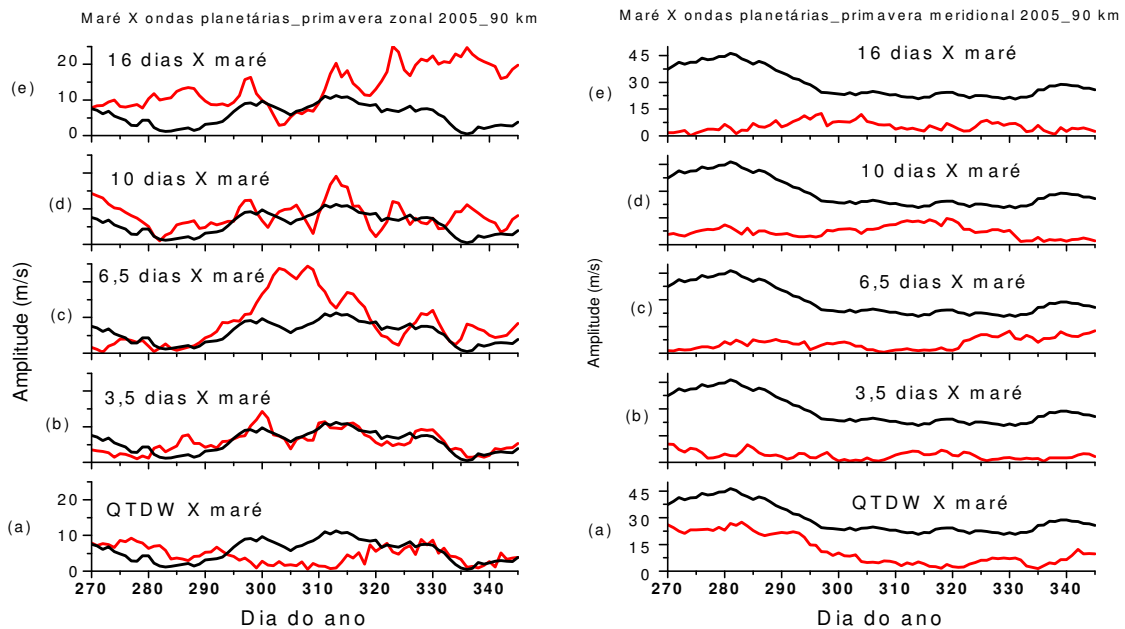 Maré X ondas planetárias_primavera zonal 2005_90 km
(e)
16 dias X maré
20
10
0
(d)
10 dias X maré
(c)
6,5 dias X maré
(b)
3,5 dias X maré
(a)
QTDW X maré
20
10
0
270 280 290 300 310 320 330 340
Amplitude (m/s)
Dia do ano
Maré X ondas planetárias_primavera meridional 2005_90 km
(e)
16 dias X maré
45
30
15
0
(d)
10 dias X maré
(c)
6,5 dias X maré
(b)
3,5 dias X maré
(a)
QTDW X maré
45
30
15
0
270 280 290 300 310 320 330 340
Amplitude (m/s)
Dia do ano